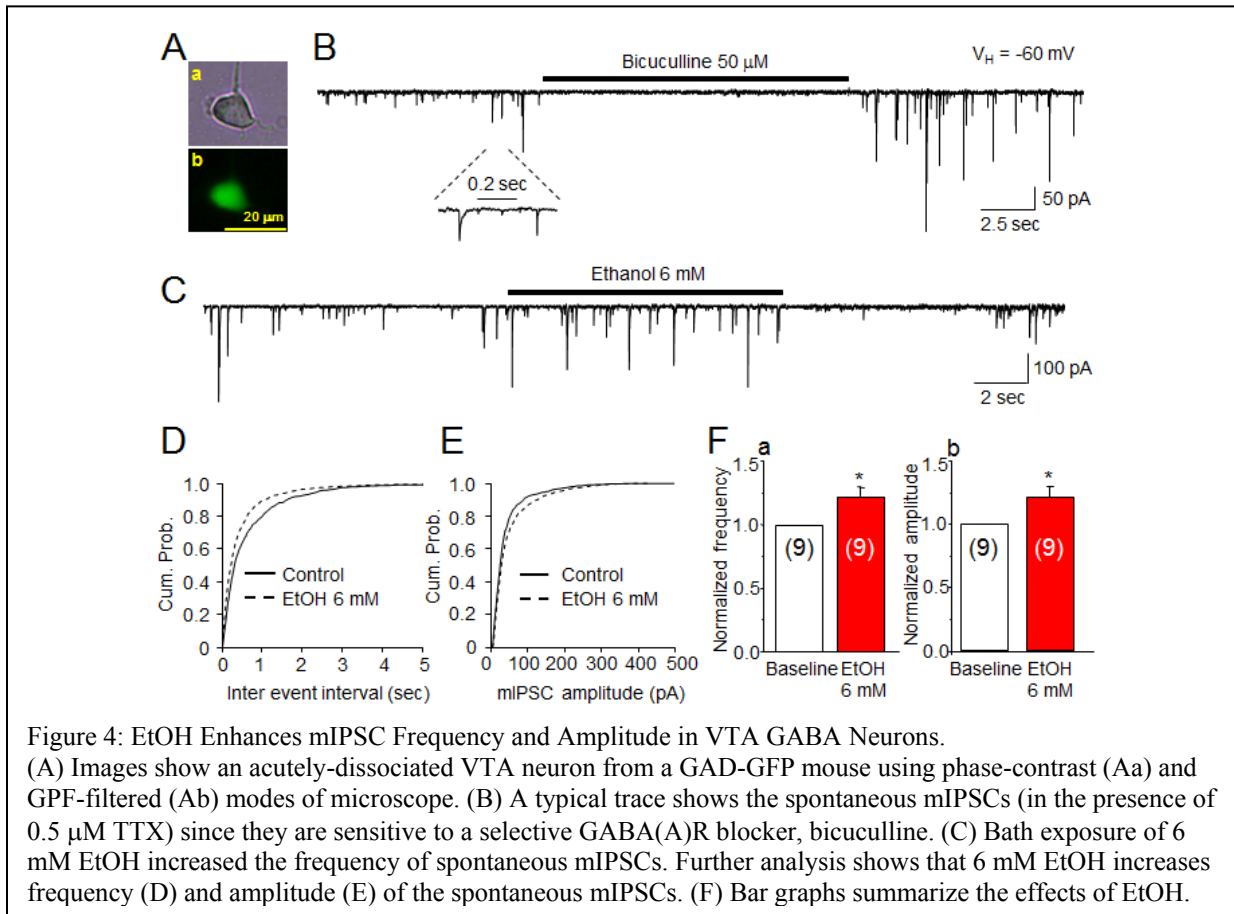 A
a
b
20 μm
B
Bicuculline 50 μM
V_H = -60 mV
0.2 sec
50 pA
2.5 sec
C
Ethanol 6 mM
100 pA
2 sec
D
Cum. Prob.
1.0
0.8
0.6
0.4
0.2
0
Control
EtOH 6 mM
0 1 2 3 4 5
Inter event interval (sec)
E
Cum. Prob.
1.0
0.8
0.6
0.4
0.2
0
Control
EtOH 6 mM
0 100 200 300 400 500
mIPSC amplitude (pA)
F
a
Normalized frequency
1.5
1.0
0.5
0.0
*
(9) (9)
Baseline EtOH
6 mM
b
Normalized amplitude
1.5
1.0
0.5
0.0
*
(9) (9)
Baseline EtOH
6 mM
Figure 4: EtOH Enhances mIPSC Frequency and Amplitude in VTA GABA Neurons.
(A) Images show an acutely-dissociated VTA neuron from a GAD-GFP mouse using phase-contrast (Aa) and
GPF-filtered (Ab) modes of microscope. (B) A typical trace shows the spontaneous mIPSCs (in the presence of
0.5 μM TTX) since they are sensitive to a selective GABA(A)R blocker, bicuculline. (C) Bath exposure of 6
mM EtOH increased the frequency of spontaneous mIPSCs. Further analysis shows that 6 mM EtOH increases
frequency (D) and amplitude (E) of the spontaneous mIPSCs. (F) Bar graphs summarize the effects of EtOH.